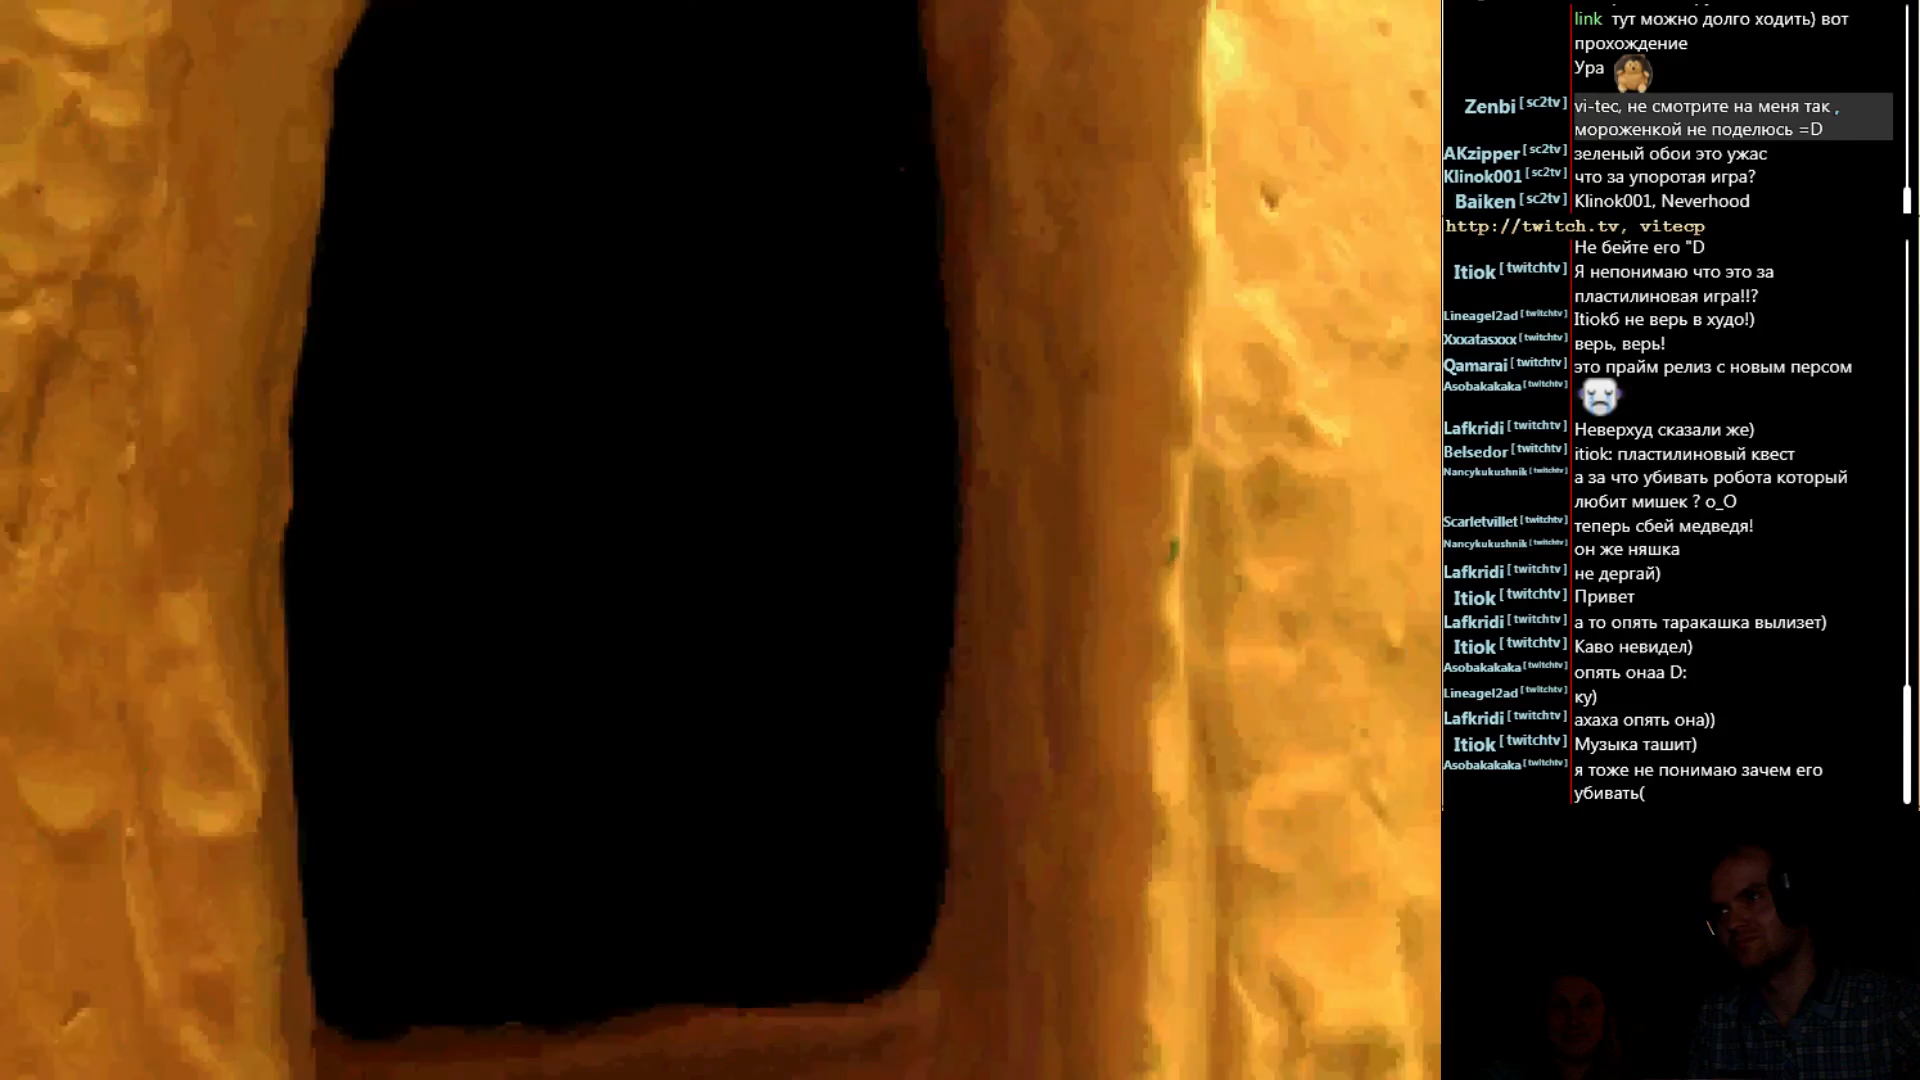 link тут можно долго ходить) вот
прохождение
Ура
Zenbi [sc2tv] vi-tec, не смотрите на меня так ,
мороженкой не поделюсь =D
AKzipper [sc2tv] зеленый обои это ужас
Klinok001 [sc2tv] что за упоротая игра?
Baiken [sc2tv] Klinok001, Neverhood
http://twitch.tv, vitecp
Не бейте его "D
Itiok [twitchtv] Я непонимаю что это за
пластилиновая игра!!?
Lineagel2ad [twitchtv] Itiokб не верь в худо!)
Xxxatasxxx [twitchtv] верь, верь!
Qamarai [twitchtv] это прайм релиз с новым персом
Asobakakaka [twitchtv]
Lafkridi [twitchtv] Неверхуд сказали же)
Belsedor [twitchtv] itiok: пластилиновый квест
Nancykukushnik [twitchtv] а за что убивать робота который
любит мишек ? o_O
Scarletvillet [twitchtv] теперь сбей медведя!
Nancykukushnik [twitchtv] он же няшка
Lafkridi [twitchtv] не дергай)
Itiok [twitchtv] Привет
Lafkridi [twitchtv] а то опять таракашка вылизет)
Itiok [twitchtv] Каво невидел)
Asobakakaka [twitchtv] опять онаа D:
Lineagel2ad [twitchtv] ку)
Lafkridi [twitchtv] ахаха опять она))
Itiok [twitchtv] Музыка ташит)
Asobakakaka [twitchtv] я тоже не понимаю зачем его
убивать(